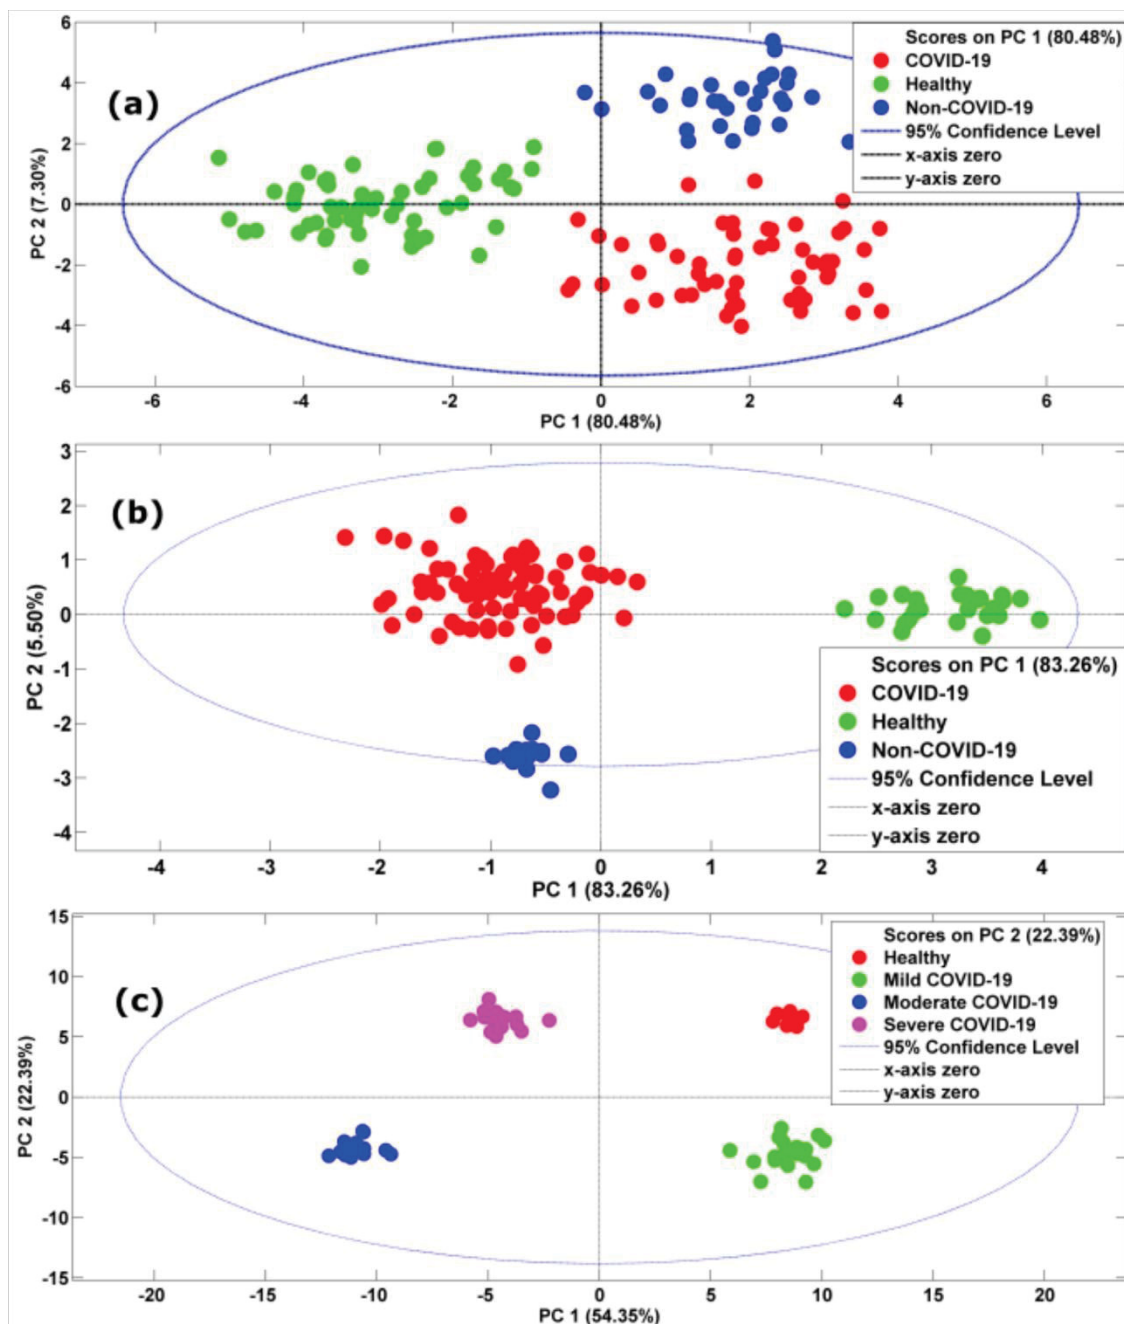 (a)
6
4
2
0
-2
-4
-6
PC 2 (7.30%)
-6
-4
-2
0
2
4
6
PC 1 (80.48%)
Scores on PC 1 (80.48%)
COVID-19
Healthy
Non-COVID-19
95% Confidence Level
x-axis zero
y-axis zero
(b)
3
2
1
0
-1
-2
-3
-4
PC 2 (5.50%)
-4
-3
-2
-1
0
1
2
3
4
PC 1 (83.26%)
Scores on PC 1 (83.26%)
COVID-19
Healthy
Non-COVID-19
95% Confidence Level
x-axis zero
y-axis zero
(c)
15
10
5
0
-5
-10
-15
PC 2 (22.39%)
-20
-15
-10
-5
0
5
10
15
20
PC 1 (54.35%)
Scores on PC 2 (22.39%)
Healthy
Mild COVID-19
Moderate COVID-19
Severe COVID-19
95% Confidence Level
x-axis zero
y-axis zero